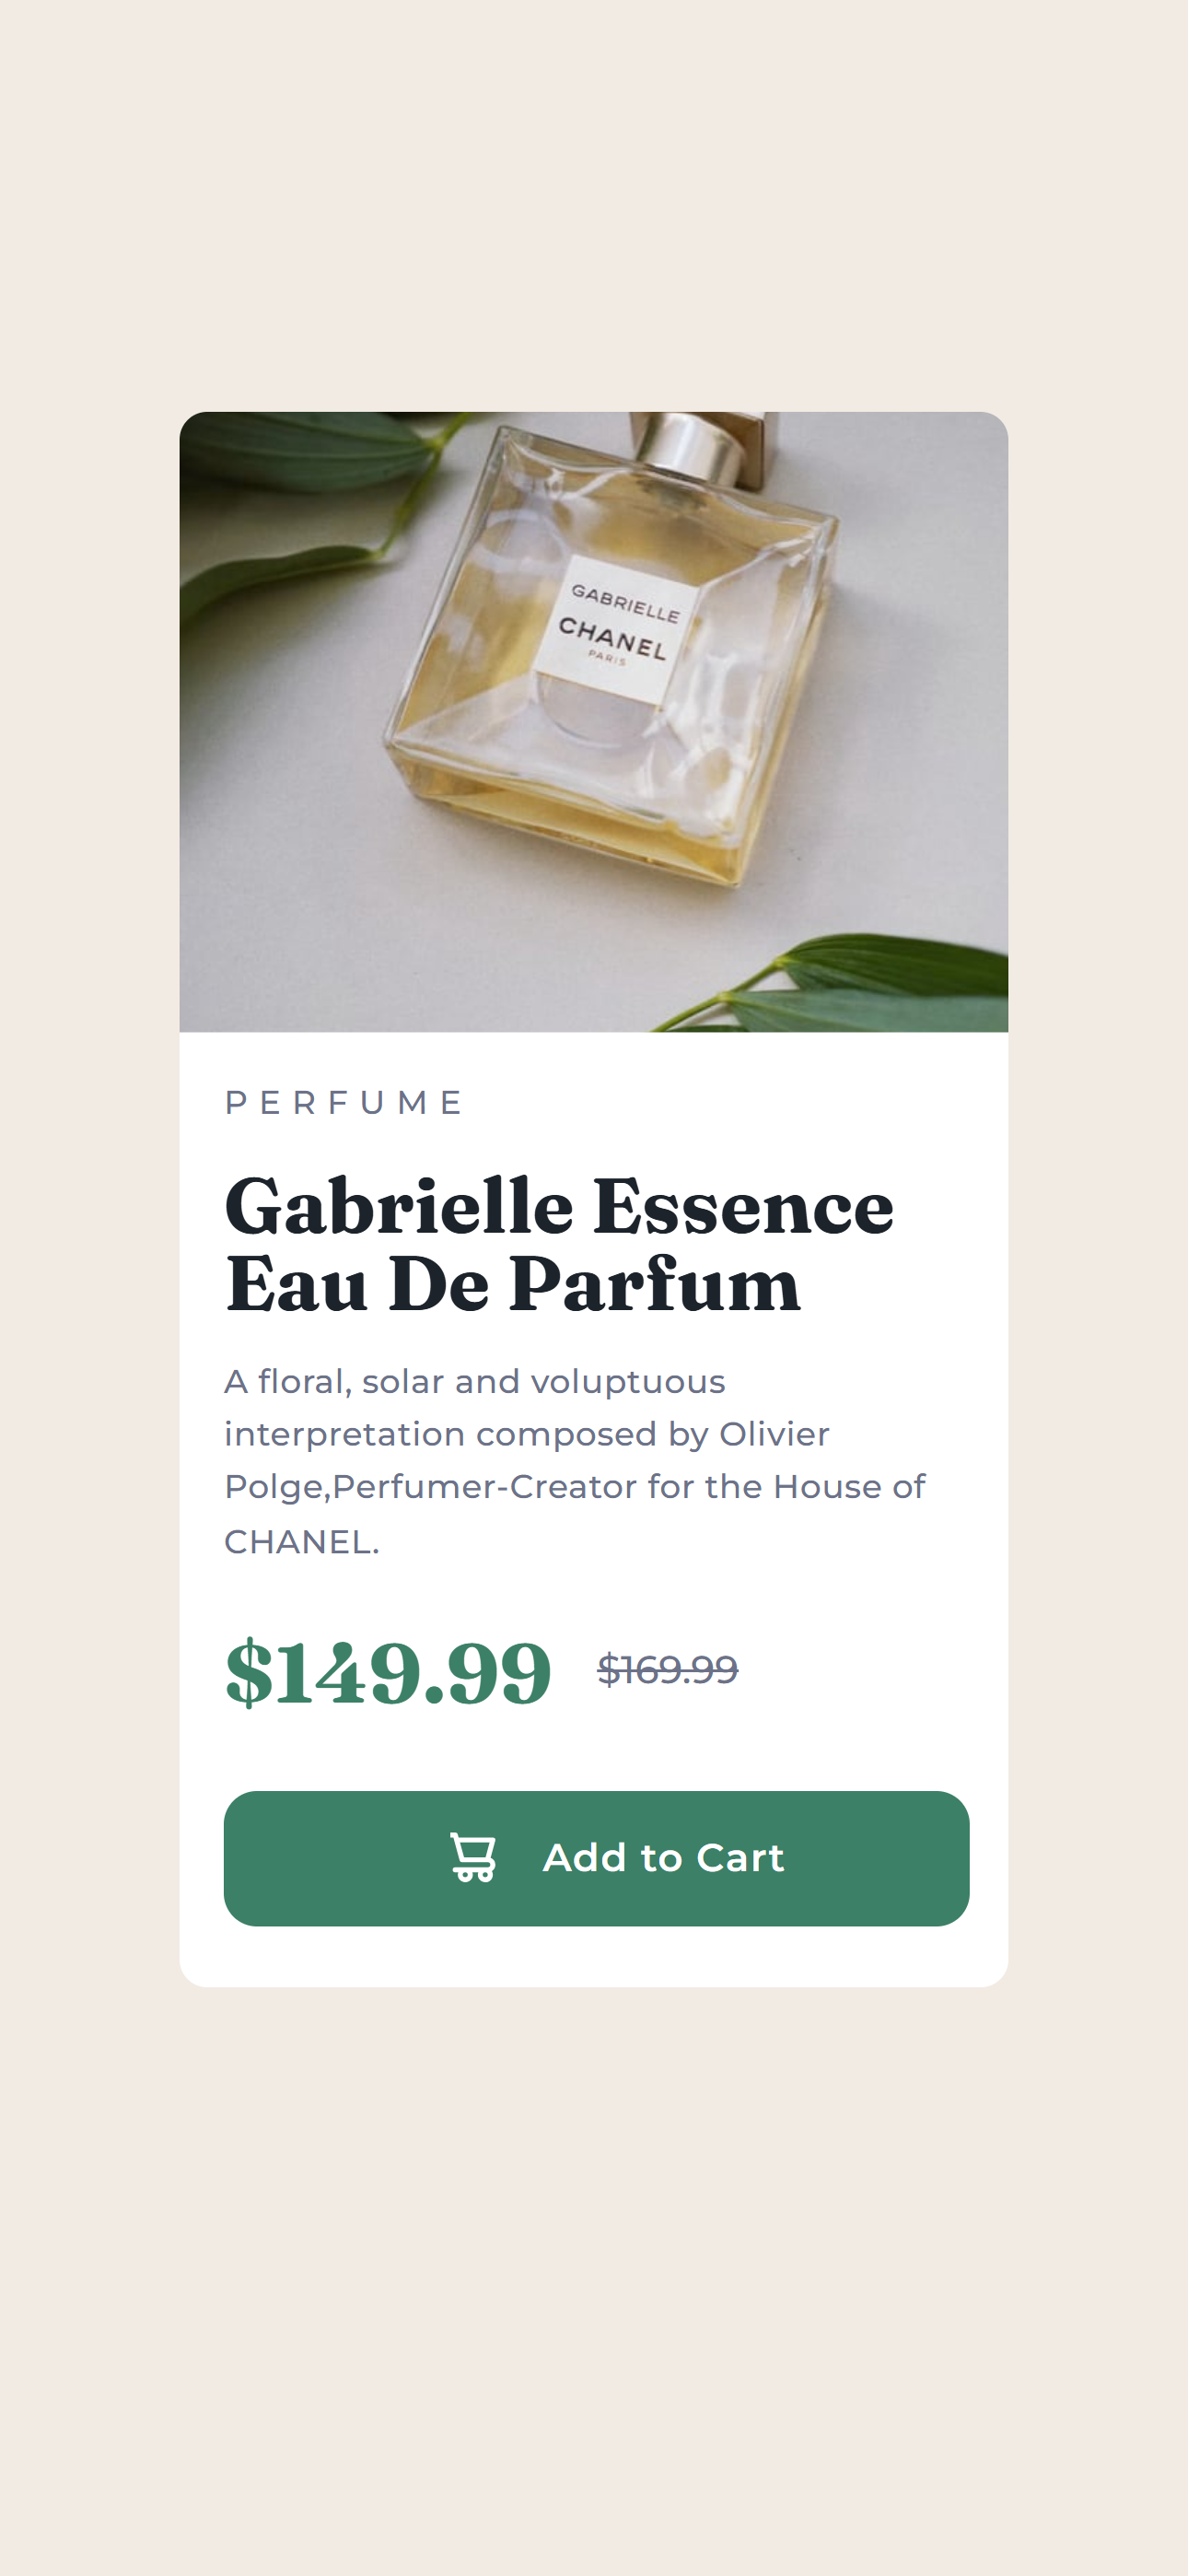 GABRIELLE
CHANEL
PARIS
PERFUME
Gabrielle Essence
Eau De Parfum
A floral, solar and voluptuous
interpretation composed by Olivier
Polge,Perfumer-Creator for the House of
CHANEL.
$149.99 $169.99
Add to Cart